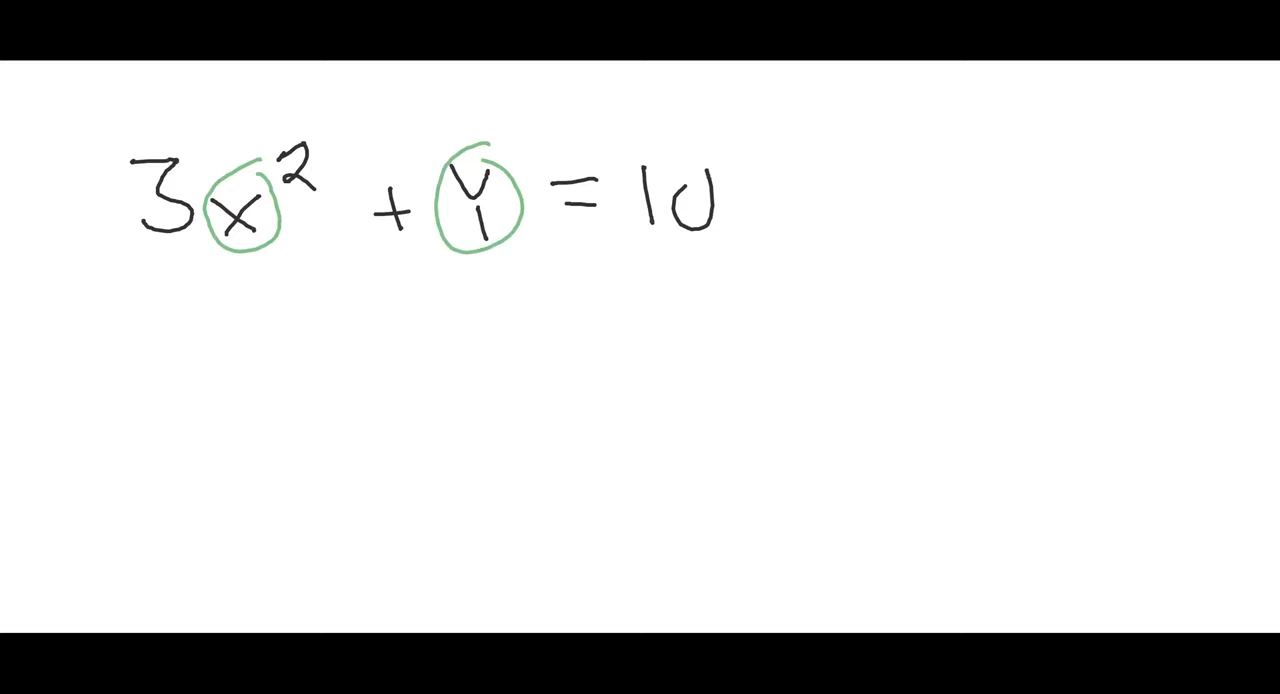 3x² + y = 10